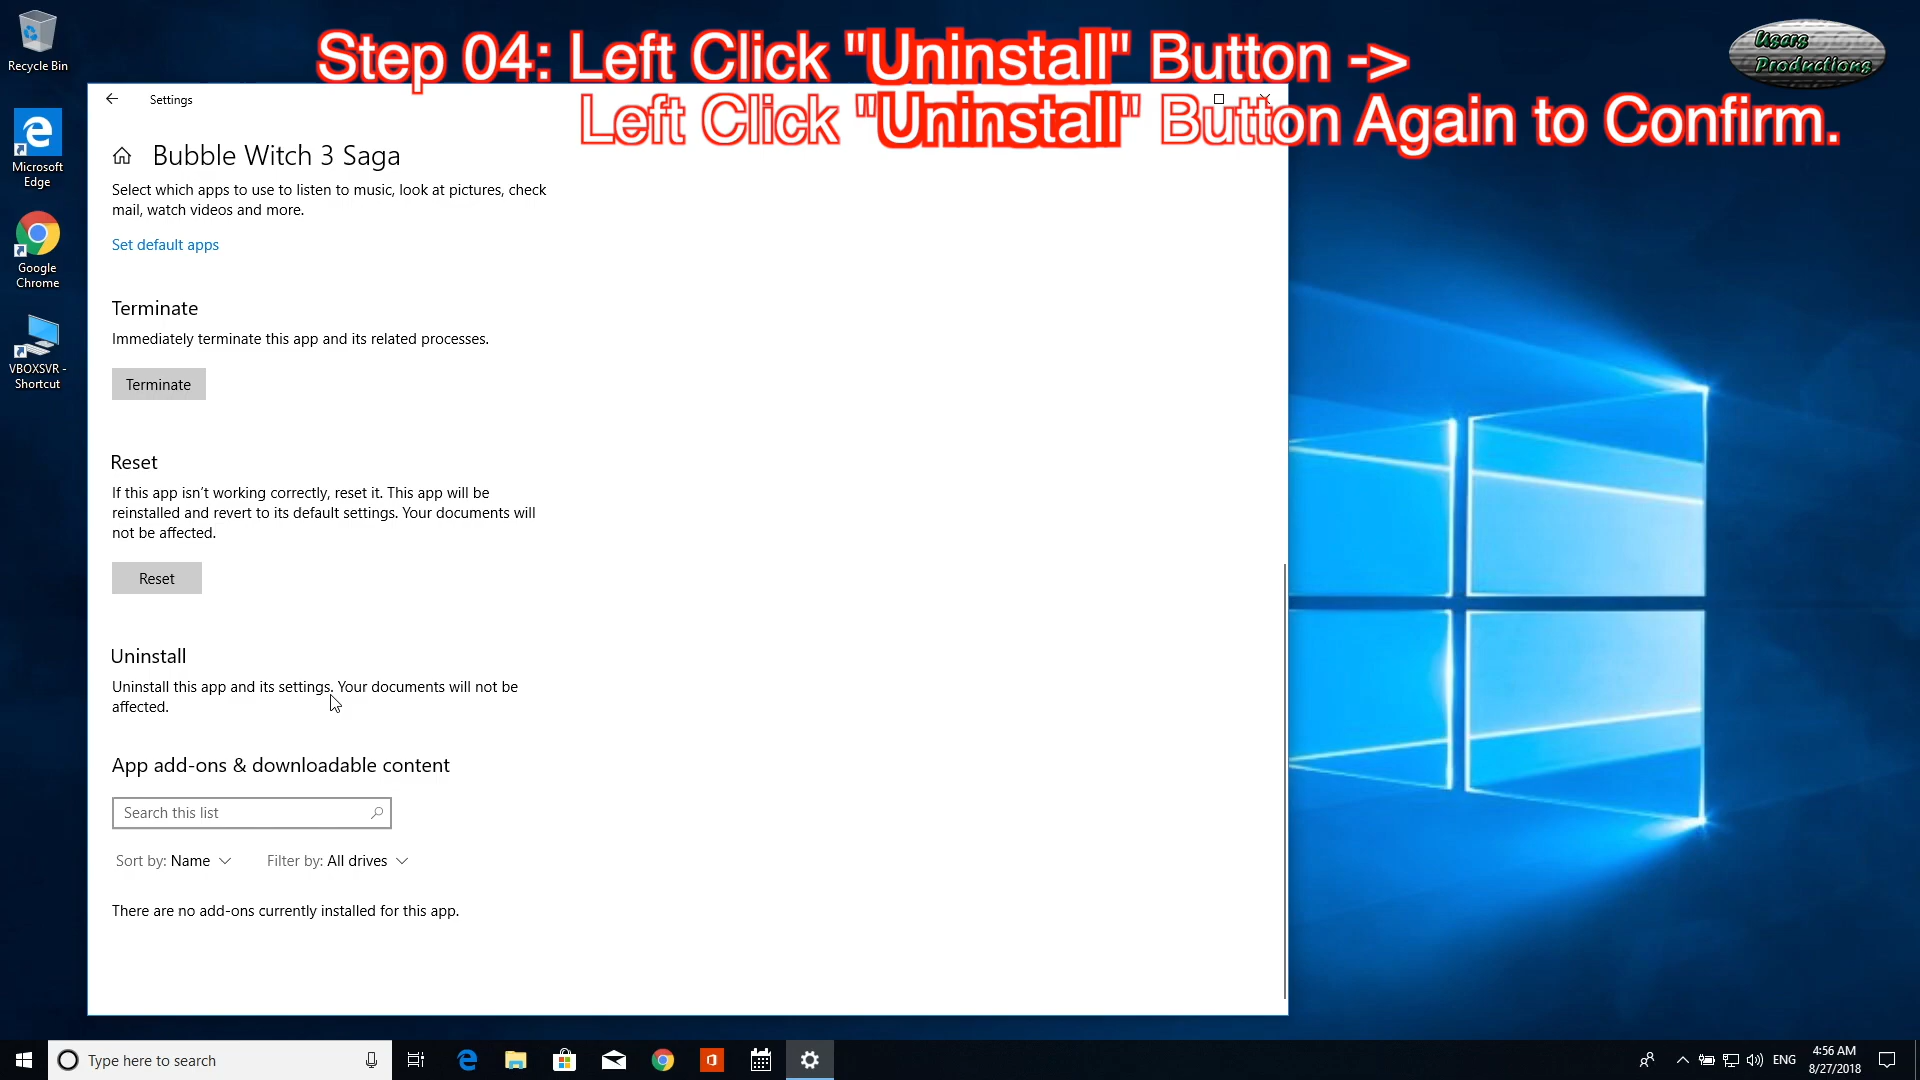 Step 04: Left Click "Uninstall" Button ->
Left Click "Uninstall" Button Again to Confirm.
Users
Productions
Recycle Bin
Microsoft
Edge
Google
Chrome
VBOXSVR -
Shortcut
Settings
Bubble Witch 3 Saga
Select which apps to use to listen to music, look at pictures, check
mail, watch videos and more.
Set default apps
Terminate
Immediately terminate this app and its related processes.
Terminate
Reset
If this app isn't working correctly, reset it. This app will be
reinstalled and revert to its default settings. Your documents will
not be affected.
Reset
Uninstall
Uninstall this app and its settings. Your documents will not be
affected.
App add-ons & downloadable content
Search this list
Sort by: Name
Filter by: All drives
There are no add-ons currently installed for this app.
Type here to search
ENG
4:56 AM
8/27/2018